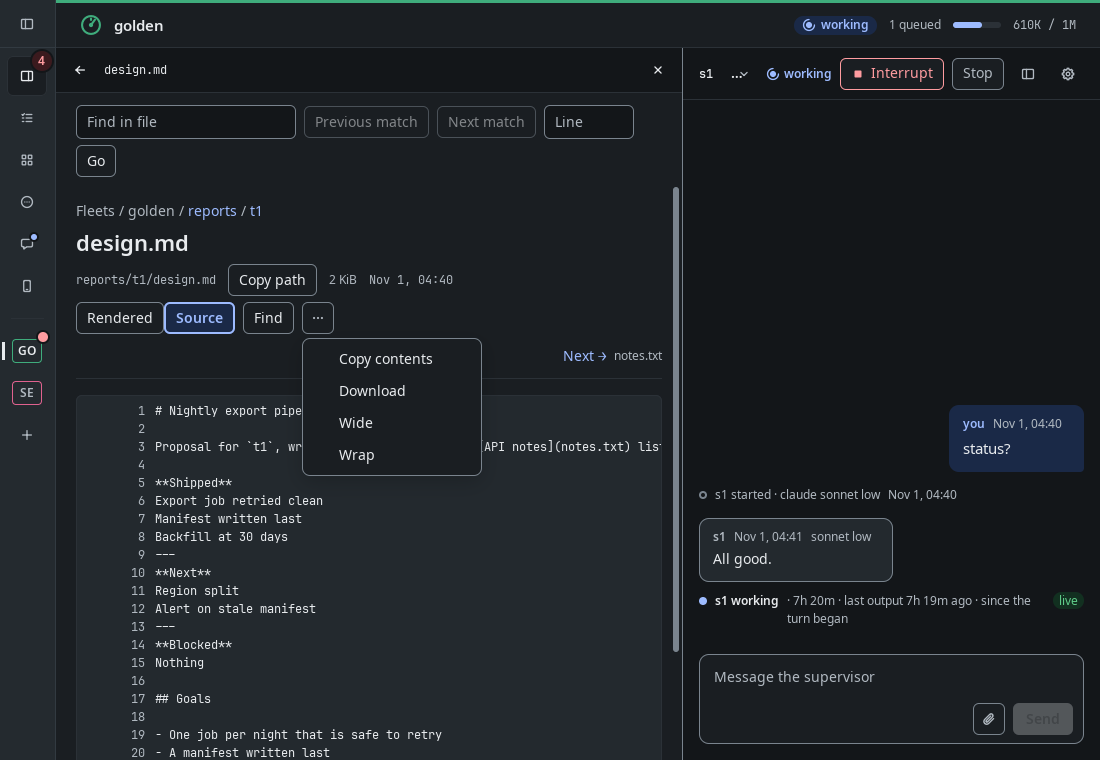 golden
working
1 queued
610K / 1M
4
design.md
s1
...
working
Interrupt
Stop
Find in file
Previous match
Next match
Line
Go
Fleets / golden / reports / t1
design.md
reports/t1/design.md
Copy path
2 KiB
Nov 1, 04:40
Rendered
Source
Find
...
Copy contents
Download
Wide
Wrap
Next →
notes.txt
1 # Nightly export pipe
2
3 Proposal for `t1`, wr API notes](notes.txt) list
4
5 **Shipped**
6 Export job retried clean
7 Manifest written last
8 Backfill at 30 days
9 ---
10 **Next**
11 Region split
12 Alert on stale manifest
13 ---
14 **Blocked**
15 Nothing
16
17 ## Goals
18
19 - One job per night that is safe to retry
20 - A manifest written last
GO
SE
you Nov 1, 04:40
status?
s1 started · claude sonnet low Nov 1, 04:40
s1 Nov 1, 04:41 sonnet low
All good.
s1 working · 7h 20m · last output 7h 19m ago · since the
turn began
live
Message the supervisor
Send